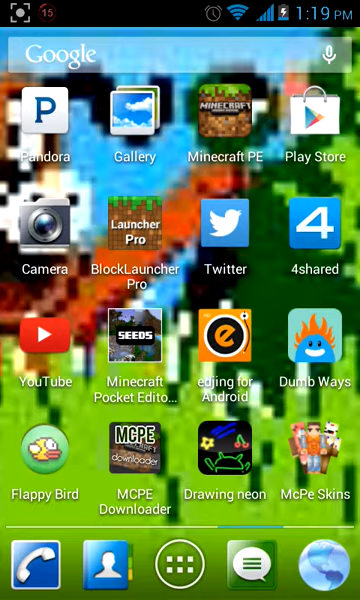 15
1:19 PM
Google
P
MINECRAFT
Pandora
Gallery
Minecraft PE
Play Store
Launcher
Pro
4
Camera
BlockLauncher
Pro
Twitter
4shared
SEEDS
e
YouTube
Minecraft
Pocket Edito...
edjing for
Android
Dumb Ways
MCPE
downloader
Flappy Bird
MCPE
Downloader
Drawing neon
McPe Skins